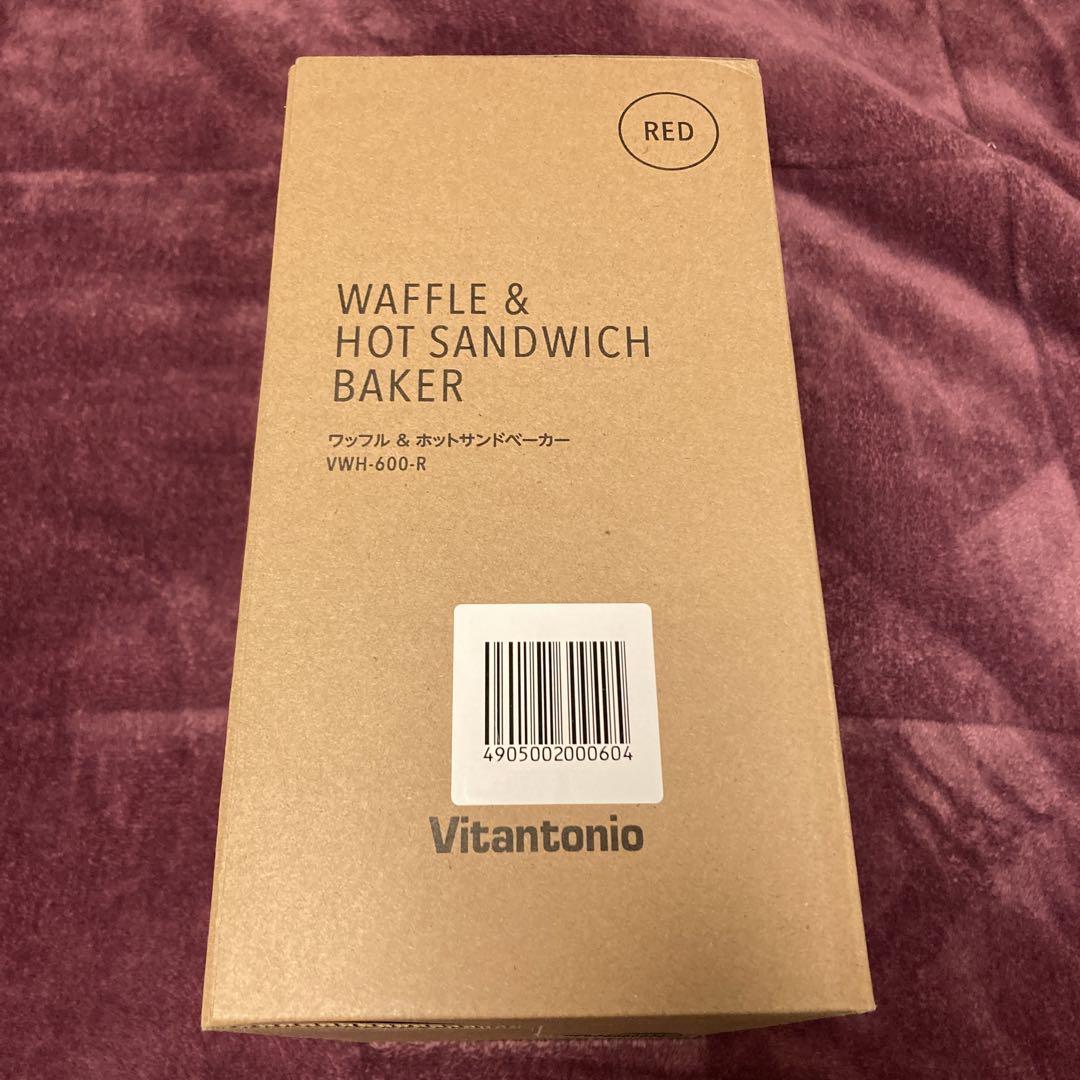 RED
WAFFLE &
HOT SANDWICH
BAKER
ワッフル & ホットサンドベーカー
VWH-600-R
4905002000604
Vitantonio